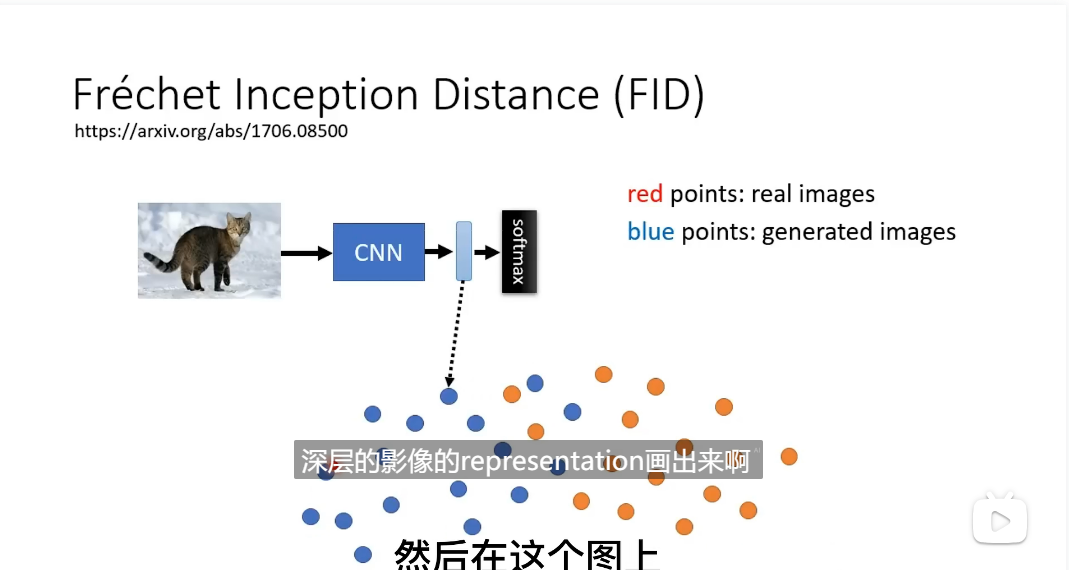 Fréchet Inception Distance (FID)
https://arxiv.org/abs/1706.08500
red points: real images
blue points: generated images
CNN
softmax
深层的影像的representation画出来啊
然后在这个图上